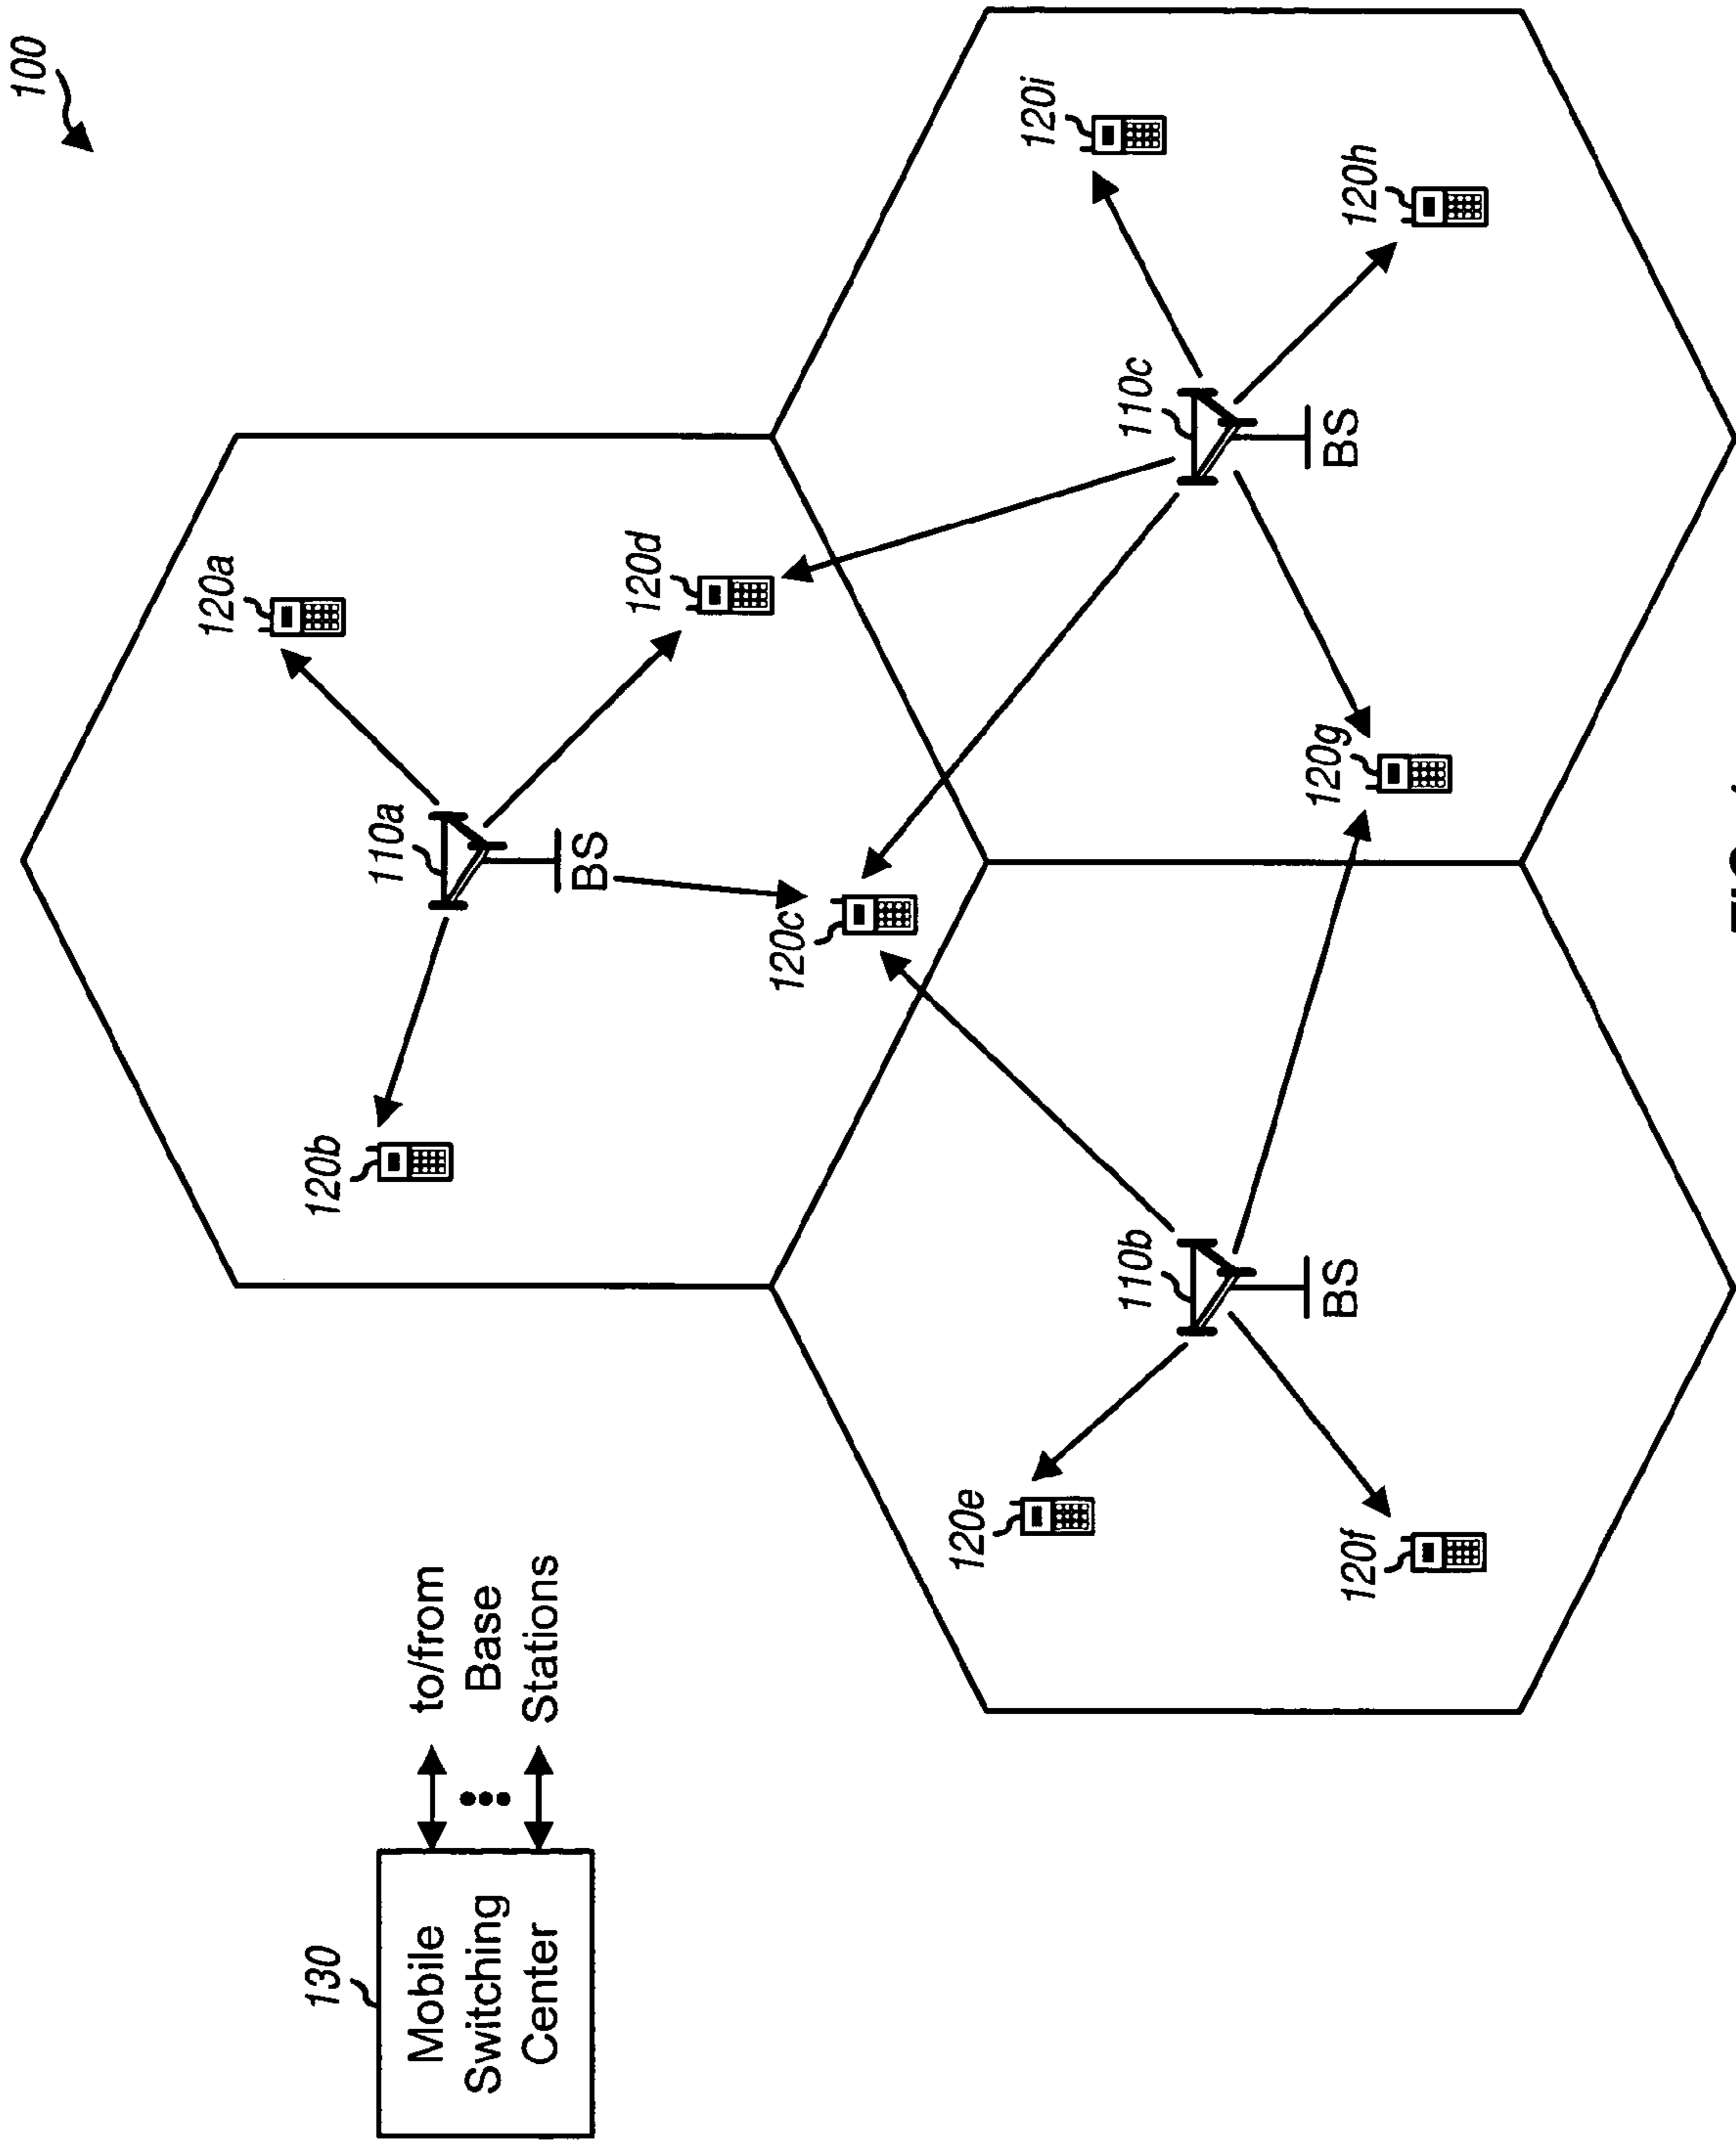 100
130
Mobile
Switching
Center
to/from
Base
Stations
120b
110a
BS
120a
120d
120c
120e
120f
110b
BS
120g
110c
BS
120i
120h